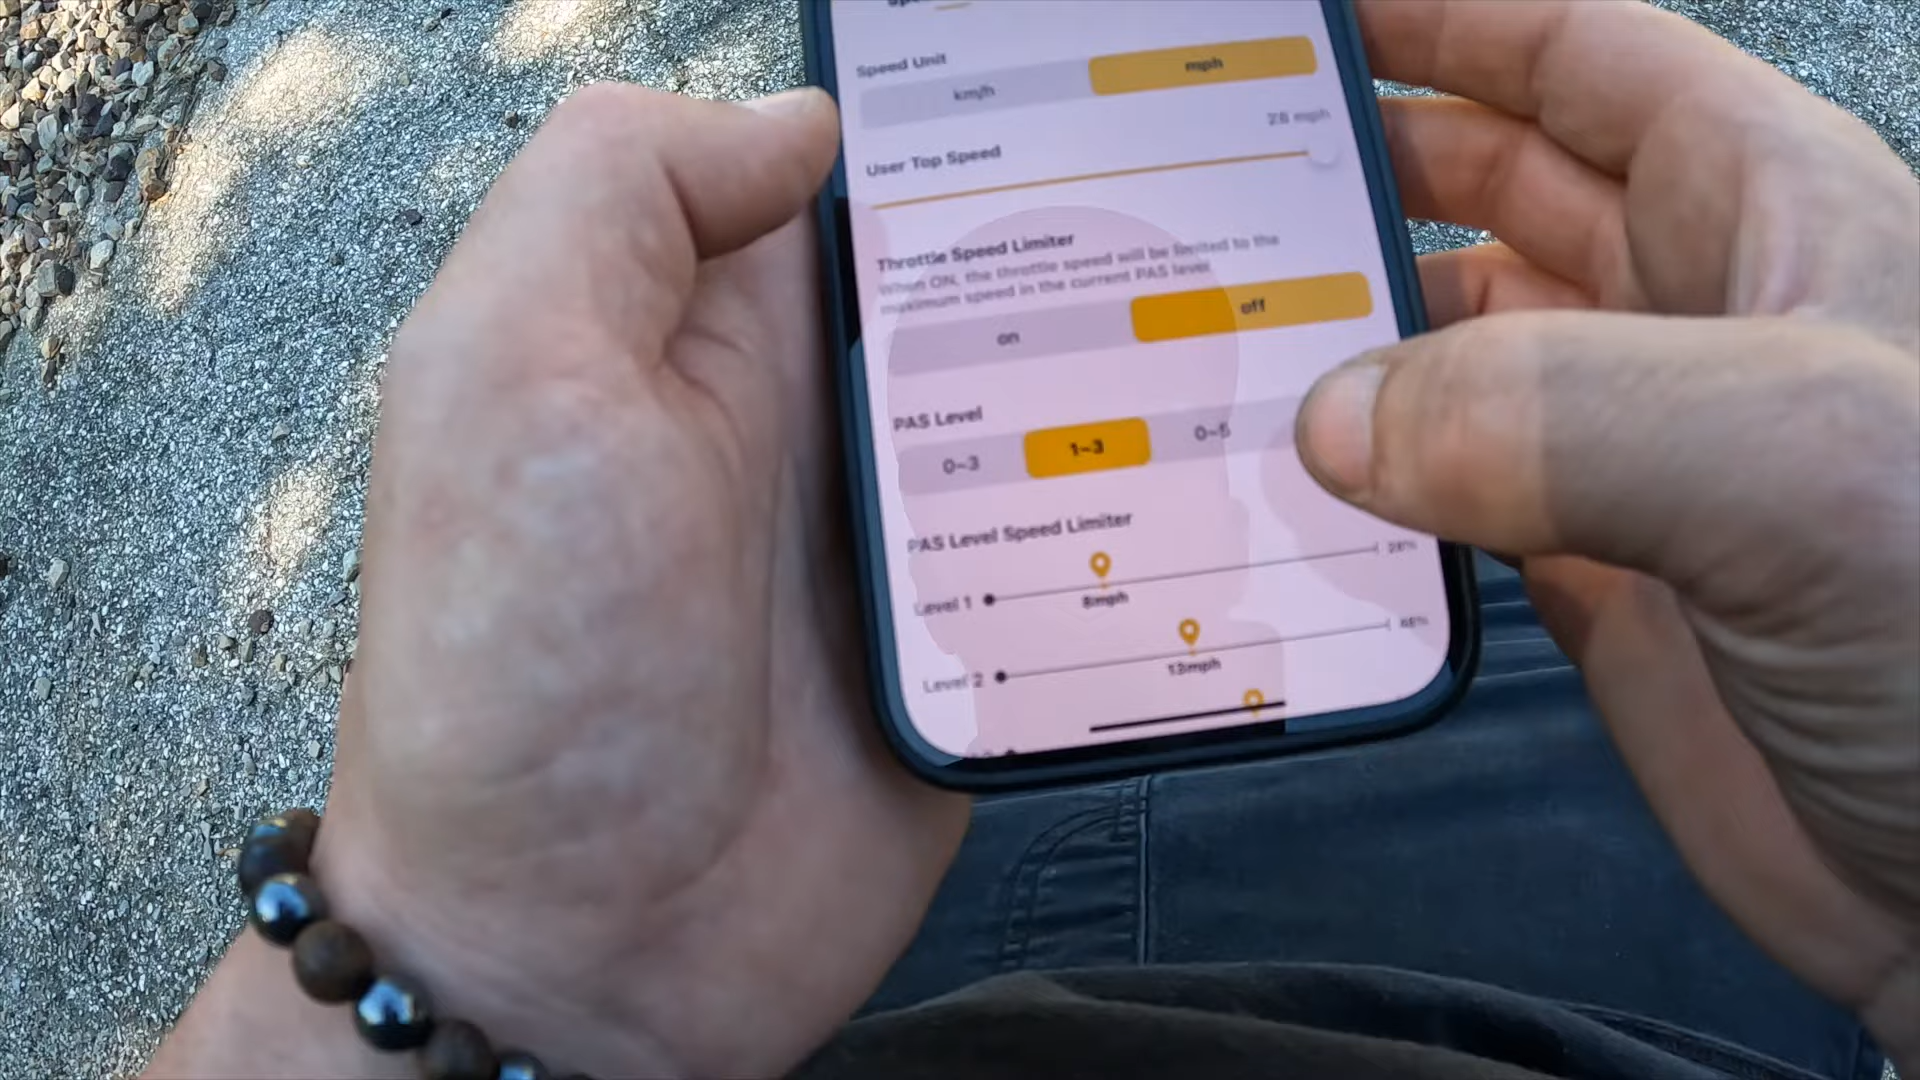 Speed Unit
km/h
mph
28 mph
User Top Speed
Throttle Speed Limiter
When ON, the throttle speed will be limited to the
maximum speed in the current PAS level
on
off
PAS Level
0~3
1~3
0~5
PAS Level Speed Limiter
Level 1
8mph
28%
Level 2
13mph